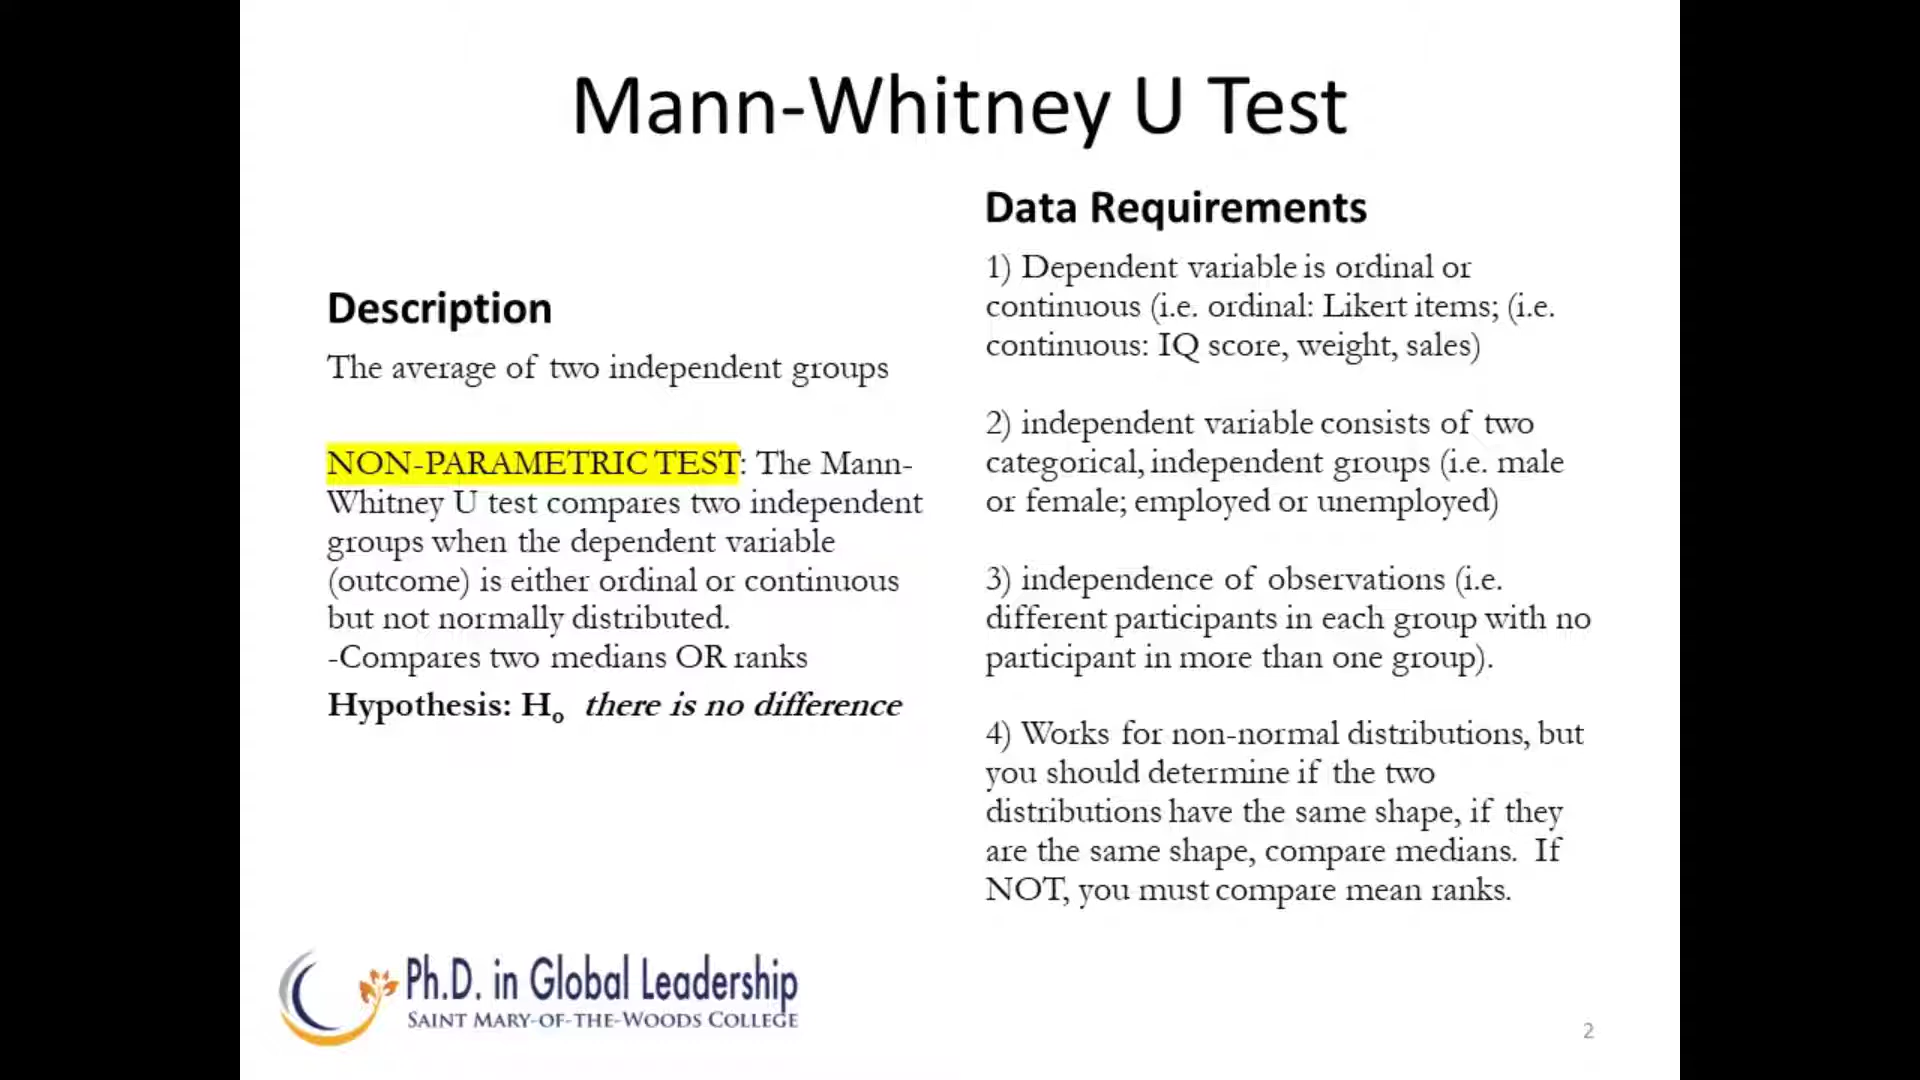 Mann-Whitney U Test
Description
The average of two independent groups
NON-PARAMETRIC TEST: The Mann-
Whitney U test compares two independent
groups when the dependent variable
(outcome) is either ordinal or continuous
but not normally distributed.
-Compares two medians OR ranks
Hypothesis: Ho there is no difference
Data Requirements
1) Dependent variable is ordinal or
continuous (i.e. ordinal: Likert items; (i.e.
continuous: IQ score, weight, sales)
2) independent variable consists of two
categorical, independent groups (i.e. male
or female; employed or unemployed)
3) independence of observations (i.e.
different participants in each group with no
participant in more than one group).
4) Works for non-normal distributions, but
you should determine if the two
distributions have the same shape, if they
are the same shape, compare medians. If
NOT, you must compare mean ranks.
Ph.D. in Global Leadership
SAINT MARY-OF-THE-WOODS COLLEGE
2